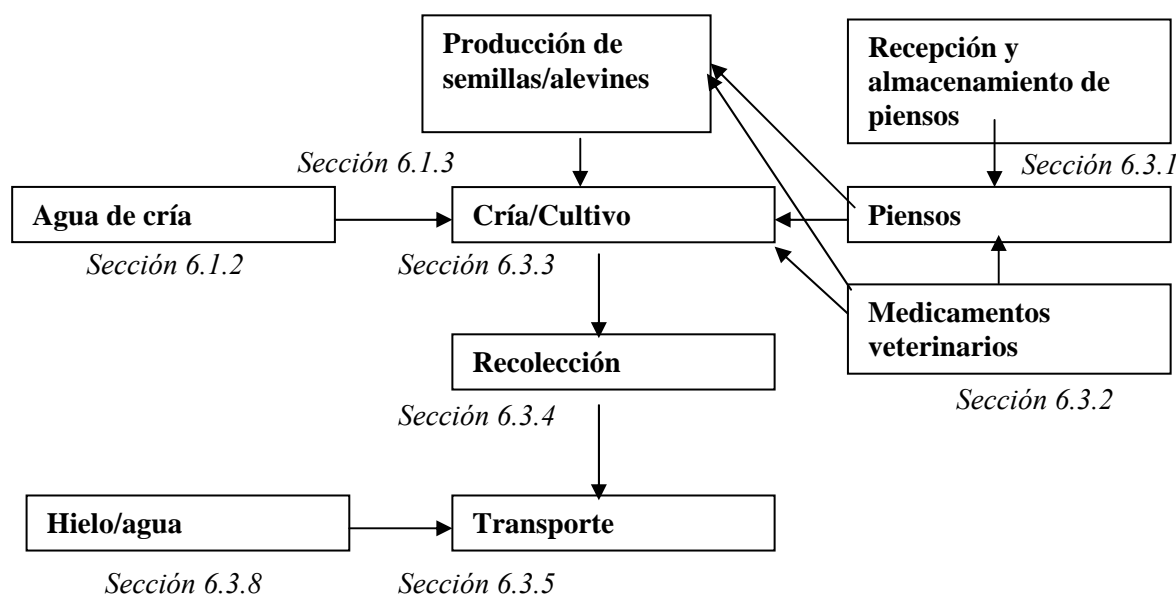 Producción de
semillas/alevines
Recepción y
almacenamiento de
piensos
Sección 6.1.3
Sección 6.3.1
Agua de cría
Cría/Cultivo
Piensos
Sección 6.1.2
Sección 6.3.3
Medicamentos
veterinarios
Recolección
Sección 6.3.2
Sección 6.3.4
Hielo/agua
Transporte
Sección 6.3.8
Sección 6.3.5